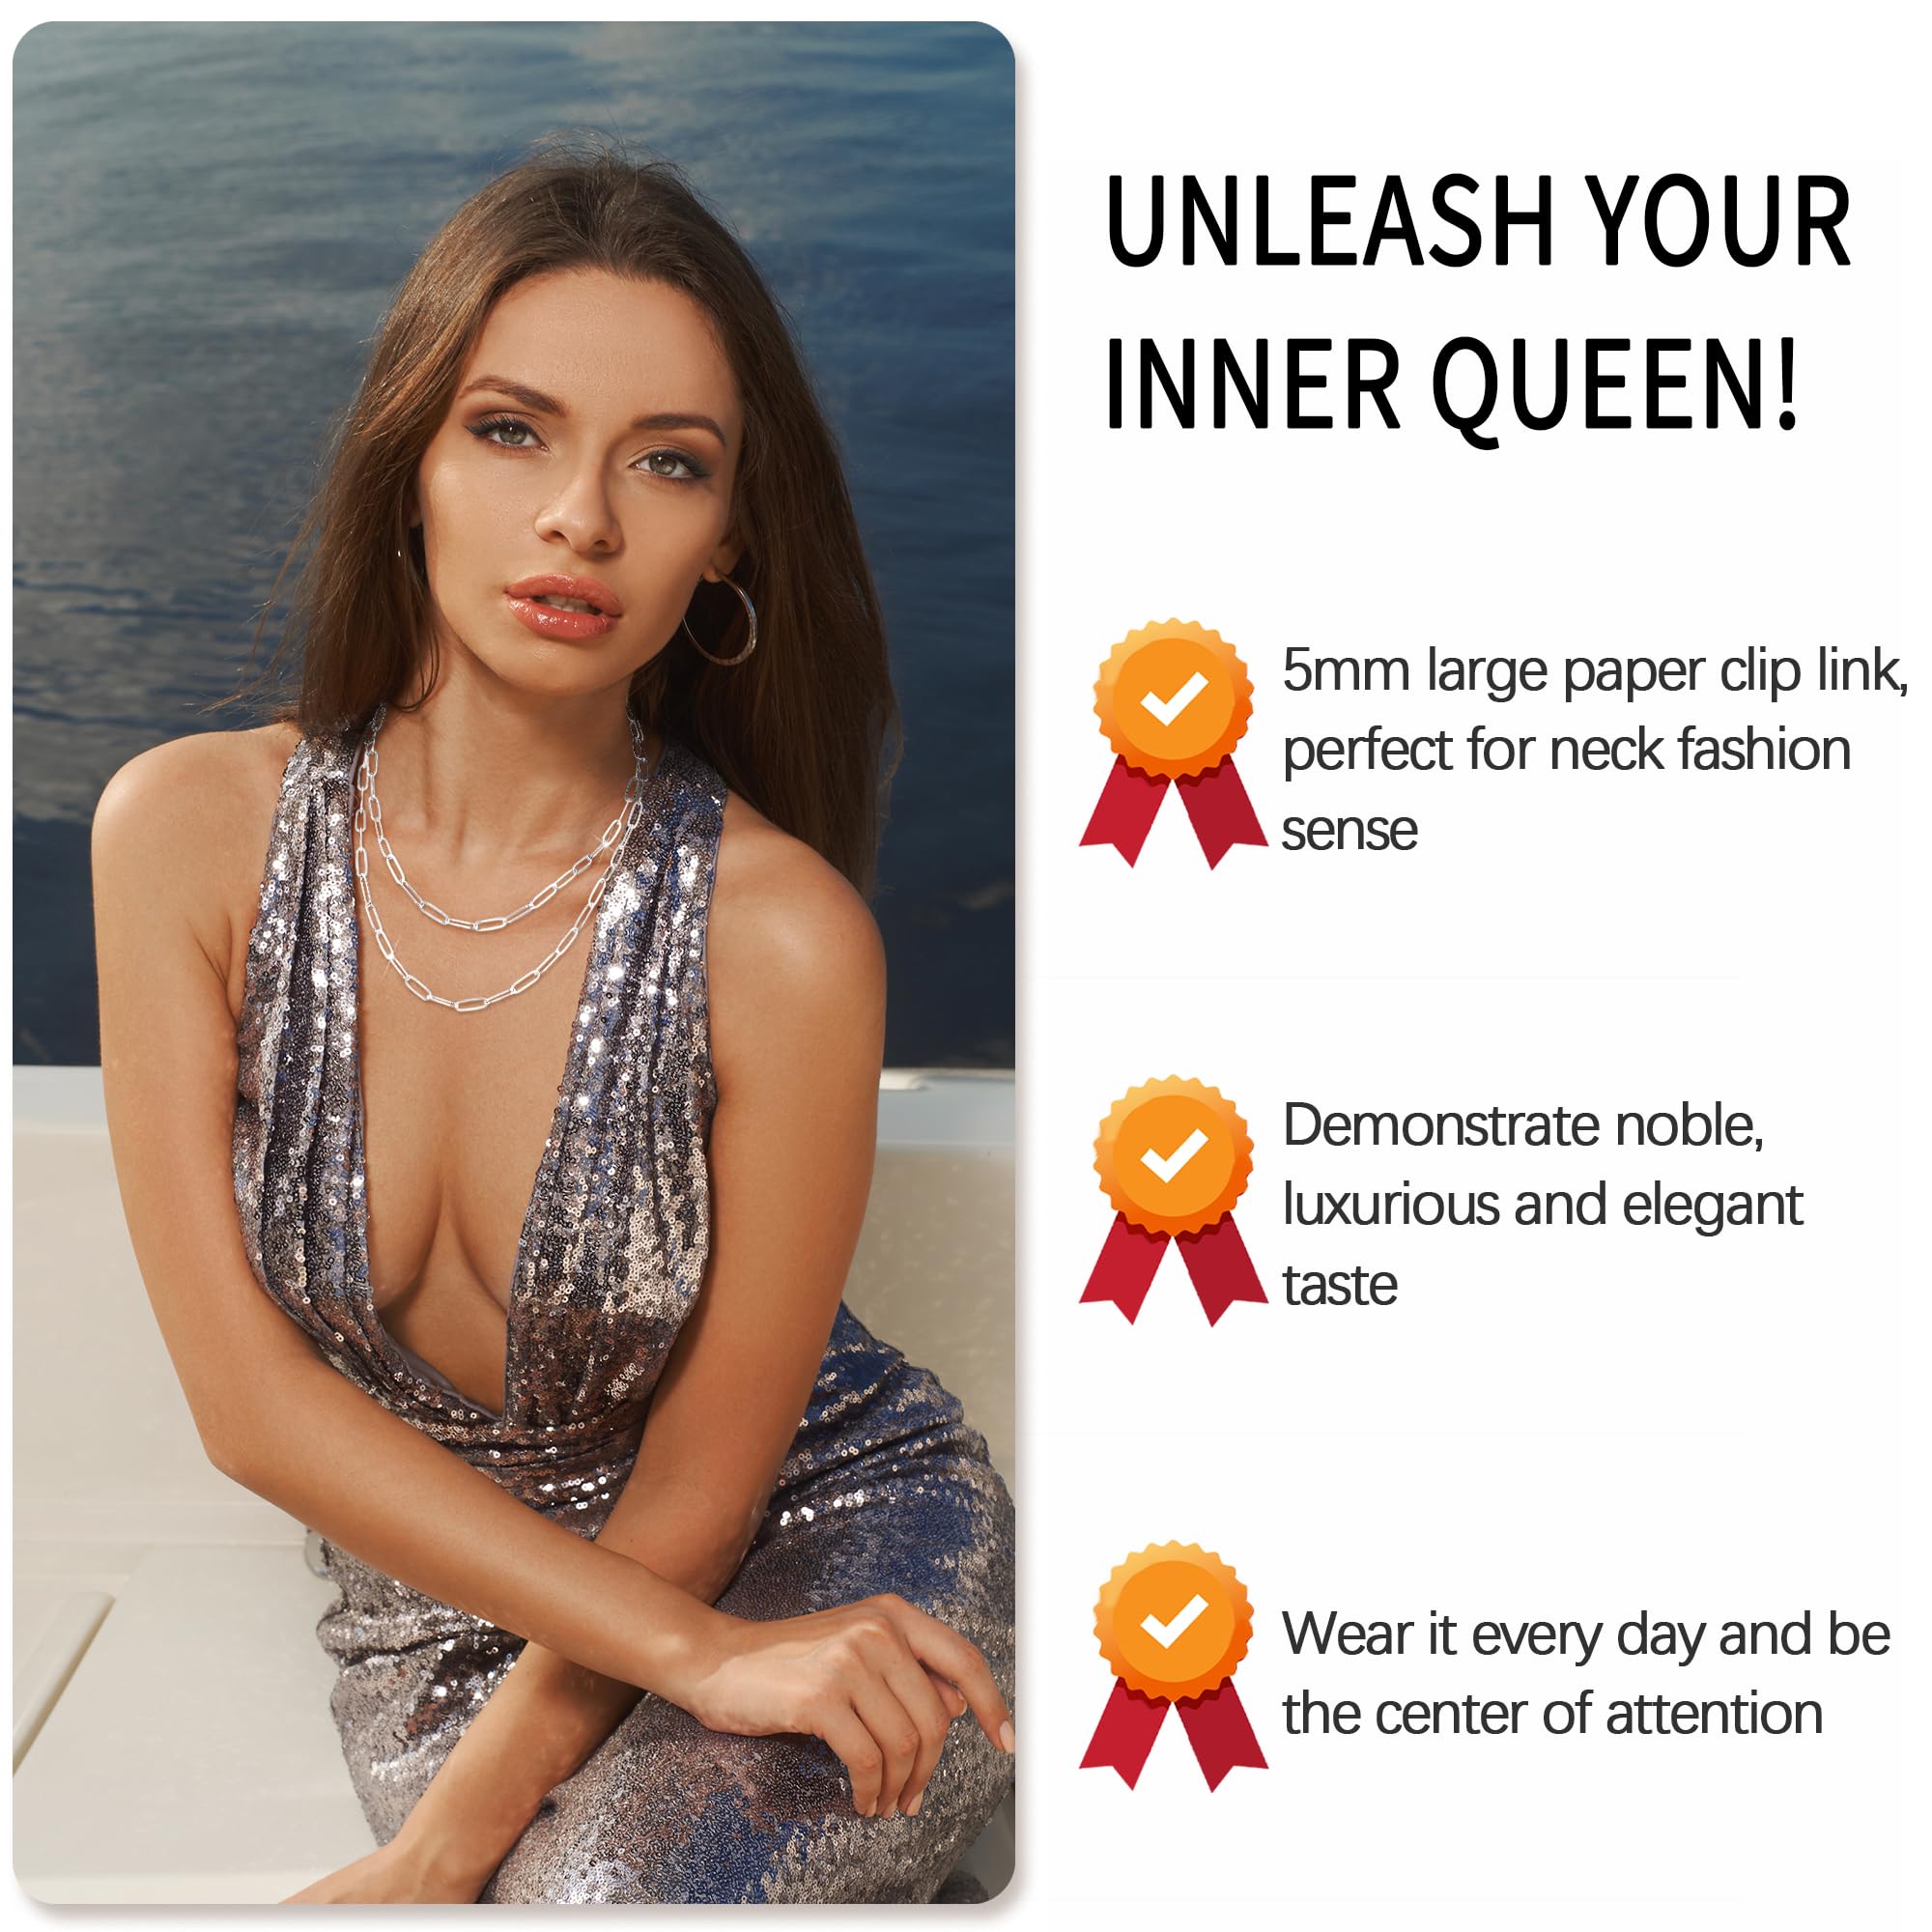 UNLEASH YOUR
INNER QUEEN!
5mm large paper clip link,
perfect for neck fashion
sense
Demonstrate noble,
luxurious and elegant
taste
Wear it every day and be
the center of attention